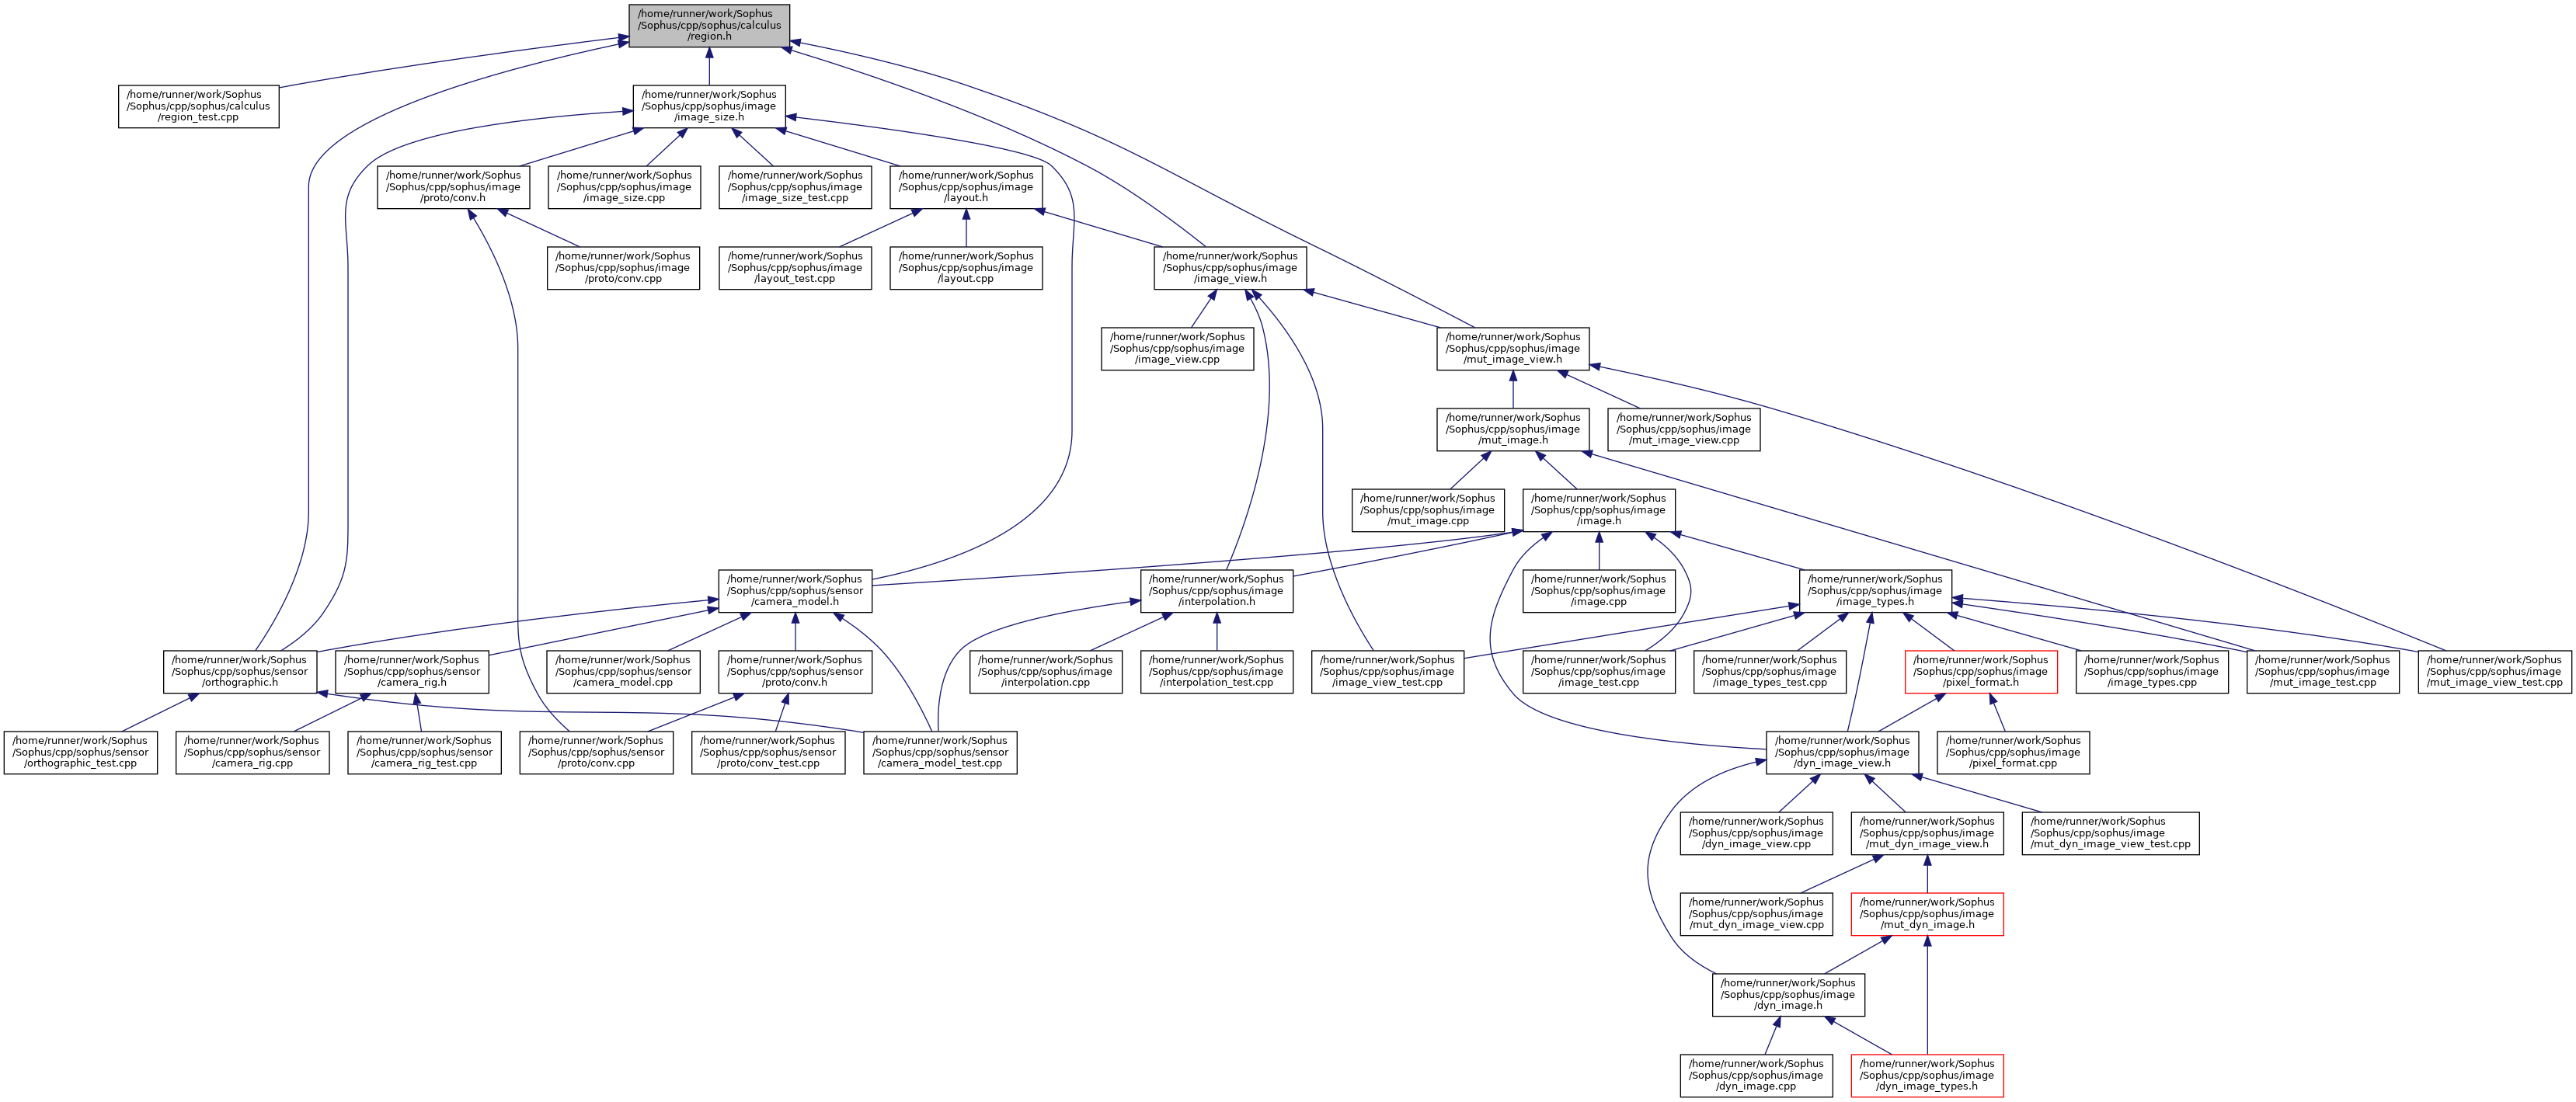 /home/runner/work/Sophus
/Sophus/cpp/sophus/calculus
/region.h
/home/runner/work/Sophus
/Sophus/cpp/sophus/calculus
/region_test.cpp
/home/runner/work/Sophus
/Sophus/cpp/sophus/image
/image_size.h
/home/runner/work/Sophus
/Sophus/cpp/sophus/image
/proto/conv.h
/home/runner/work/Sophus
/Sophus/cpp/sophus/image
/image_size.cpp
/home/runner/work/Sophus
/Sophus/cpp/sophus/image
/image_size_test.cpp
/home/runner/work/Sophus
/Sophus/cpp/sophus/image
/layout.h
/home/runner/work/Sophus
/Sophus/cpp/sophus/image
/proto/conv.cpp
/home/runner/work/Sophus
/Sophus/cpp/sophus/image
/layout_test.cpp
/home/runner/work/Sophus
/Sophus/cpp/sophus/image
/layout.cpp
/home/runner/work/Sophus
/Sophus/cpp/sophus/image
/image_view.h
/home/runner/work/Sophus
/Sophus/cpp/sophus/image
/image_view.cpp
/home/runner/work/Sophus
/Sophus/cpp/sophus/image
/mut_image_view.h
/home/runner/work/Sophus
/Sophus/cpp/sophus/image
/mut_image.h
/home/runner/work/Sophus
/Sophus/cpp/sophus/image
/mut_image_view.cpp
/home/runner/work/Sophus
/Sophus/cpp/sophus/image
/mut_image.cpp
/home/runner/work/Sophus
/Sophus/cpp/sophus/image
/image.h
/home/runner/work/Sophus
/Sophus/cpp/sophus/sensor
/camera_model.h
/home/runner/work/Sophus
/Sophus/cpp/sophus/image
/interpolation.h
/home/runner/work/Sophus
/Sophus/cpp/sophus/image
/image.cpp
/home/runner/work/Sophus
/Sophus/cpp/sophus/image
/image_types.h
/home/runner/work/Sophus
/Sophus/cpp/sophus/sensor
/orthographic.h
/home/runner/work/Sophus
/Sophus/cpp/sophus/sensor
/camera_rig.h
/home/runner/work/Sophus
/Sophus/cpp/sophus/sensor
/camera_model.cpp
/home/runner/work/Sophus
/Sophus/cpp/sophus/sensor
/proto/conv.h
/home/runner/work/Sophus
/Sophus/cpp/sophus/image
/interpolation.cpp
/home/runner/work/Sophus
/Sophus/cpp/sophus/image
/interpolation_test.cpp
/home/runner/work/Sophus
/Sophus/cpp/sophus/image
/image_view_test.cpp
/home/runner/work/Sophus
/Sophus/cpp/sophus/image
/image_test.cpp
/home/runner/work/Sophus
/Sophus/cpp/sophus/image
/image_types_test.cpp
/home/runner/work/Sophus
/Sophus/cpp/sophus/image
/pixel_format.h
/home/runner/work/Sophus
/Sophus/cpp/sophus/image
/image_types.cpp
/home/runner/work/Sophus
/Sophus/cpp/sophus/image
/mut_image_test.cpp
/home/runner/work/Sophus
/Sophus/cpp/sophus/image
/mut_image_view_test.cpp
/home/runner/work/Sophus
/Sophus/cpp/sophus/sensor
/orthographic_test.cpp
/home/runner/work/Sophus
/Sophus/cpp/sophus/sensor
/camera_rig.cpp
/home/runner/work/Sophus
/Sophus/cpp/sophus/sensor
/camera_rig_test.cpp
/home/runner/work/Sophus
/Sophus/cpp/sophus/sensor
/proto/conv.cpp
/home/runner/work/Sophus
/Sophus/cpp/sophus/sensor
/proto/conv_test.cpp
/home/runner/work/Sophus
/Sophus/cpp/sophus/sensor
/camera_model_test.cpp
/home/runner/work/Sophus
/Sophus/cpp/sophus/image
/dyn_image_view.h
/home/runner/work/Sophus
/Sophus/cpp/sophus/image
/pixel_format.cpp
/home/runner/work/Sophus
/Sophus/cpp/sophus/image
/dyn_image_view.cpp
/home/runner/work/Sophus
/Sophus/cpp/sophus/image
/mut_dyn_image_view.h
/home/runner/work/Sophus
/Sophus/cpp/sophus/image
/mut_dyn_image_view_test.cpp
/home/runner/work/Sophus
/Sophus/cpp/sophus/image
/mut_dyn_image_view.cpp
/home/runner/work/Sophus
/Sophus/cpp/sophus/image
/mut_dyn_image.h
/home/runner/work/Sophus
/Sophus/cpp/sophus/image
/dyn_image.h
/home/runner/work/Sophus
/Sophus/cpp/sophus/image
/dyn_image.cpp
/home/runner/work/Sophus
/Sophus/cpp/sophus/image
/dyn_image_types.h